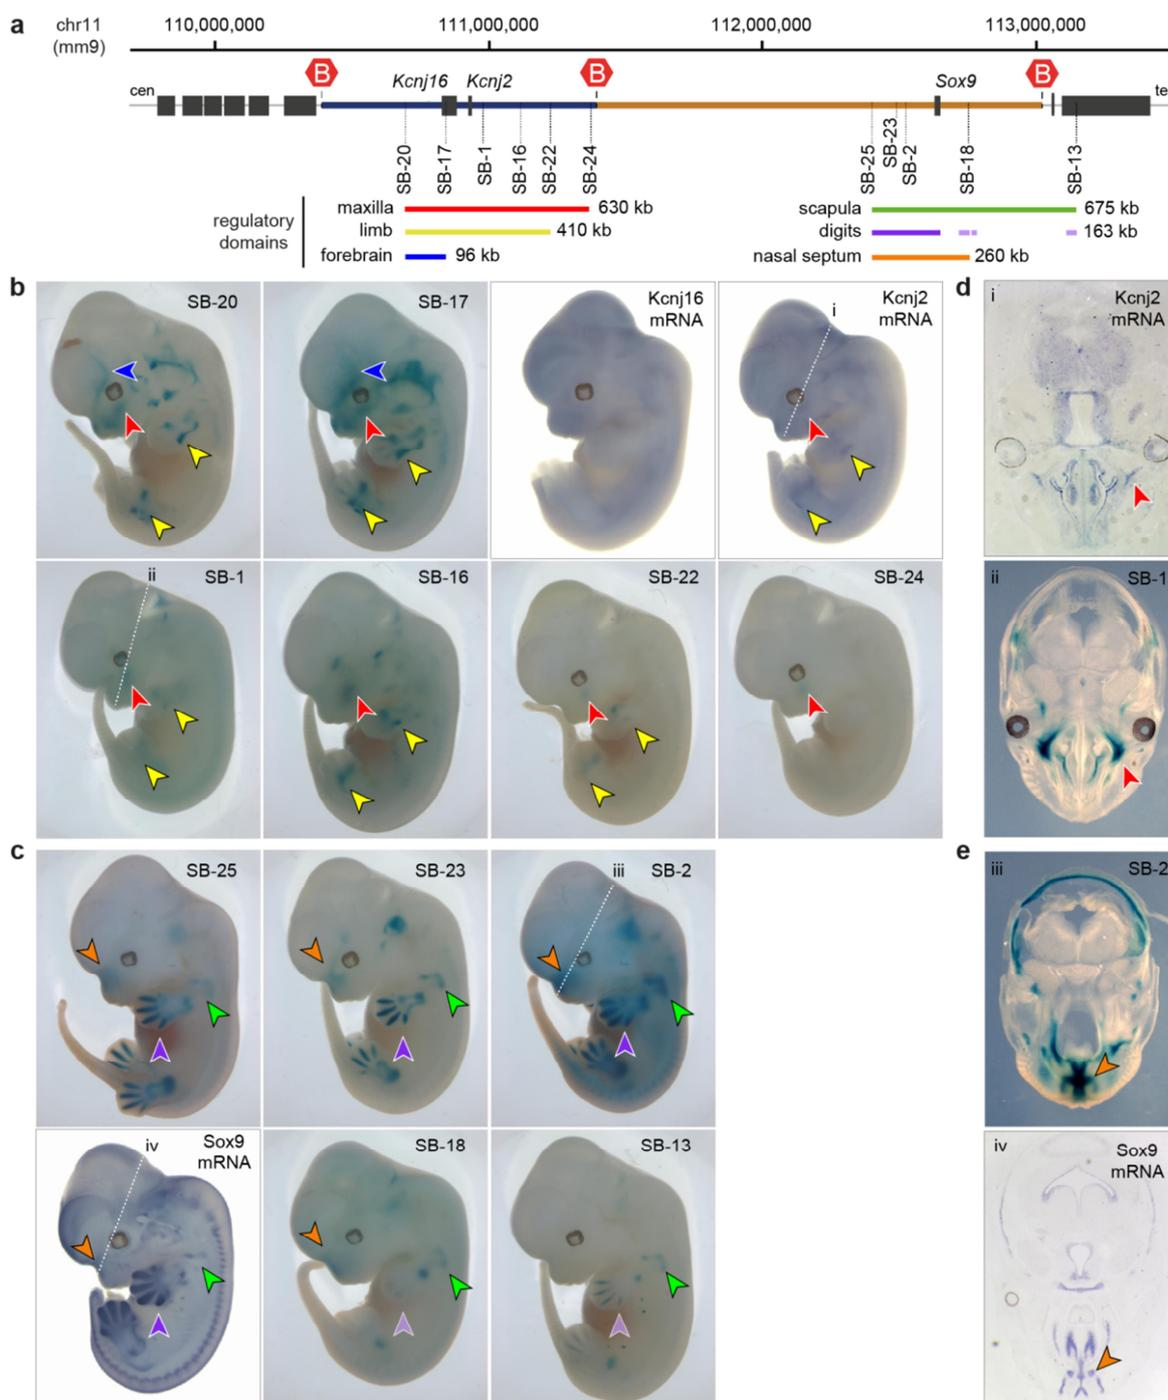 a
chr11
(mm9)
110,000,000
111,000,000
112,000,000
113,000,000
B
B
B
cen
Kcnj16
Kcnj2
Sox9
te
SB-20
SB-17
SB-1
SB-16
SB-22
SB-24
SB-25
SB-23
SB-2
SB-18
SB-13
regulatory
domains
maxilla
630 kb
limb
410 kb
forebrain
96 kb
scapula
675 kb
digits
163 kb
nasal septum
260 kb
b
SB-20
SB-17
Kcnj16
mRNA
Kcnj2
mRNA
i
ii
SB-1
SB-16
SB-22
SB-24
d
i
Kcnj2
mRNA
ii
SB-1
c
SB-25
SB-23
iii
SB-2
iv
Sox9
mRNA
SB-18
SB-13
e
iii
SB-2
iv
Sox9
mRNA